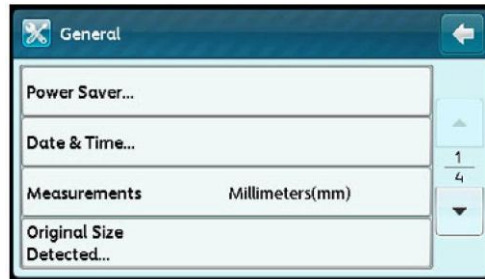 General
Power Saver...
Date & Time...
Measurements Millimeters(mm)
Original Size
Detected...
1
4